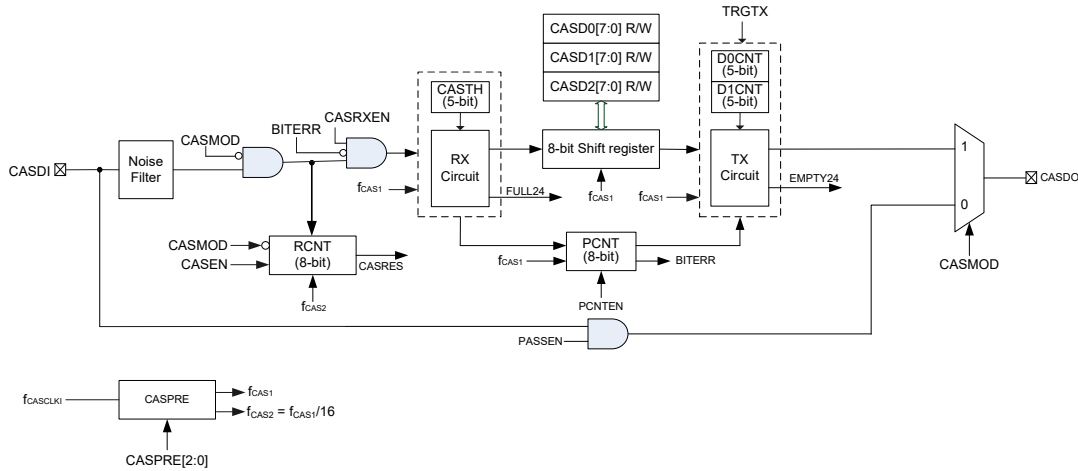 TRGTX
CASD0[7:0] R/W
CASD1[7:0] R/W
CASD2[7:0] R/W
D0CNT
(5-bit)
D1CNT
(5-bit)
CASTH
(5-bit)
CASRXEN
BITERR
CASMOD
CASDI
Noise
Filter
RX
Circuit
8-bit Shift register
TX
Circuit
1
0
CASDO
fCAS1
FULL24
fCAS1
fCAS1
EMPTY24
CASMOD
CASEN
RCNT
(8-bit)
CASRES
fCAS2
fCAS1
PCNT
(8-bit)
BITERR
PCNTEN
CASMOD
PASSEN
fCASCLKI
CASPRE
fCAS1
fCAS2 = fCAS1/16
CASPRE[2:0]